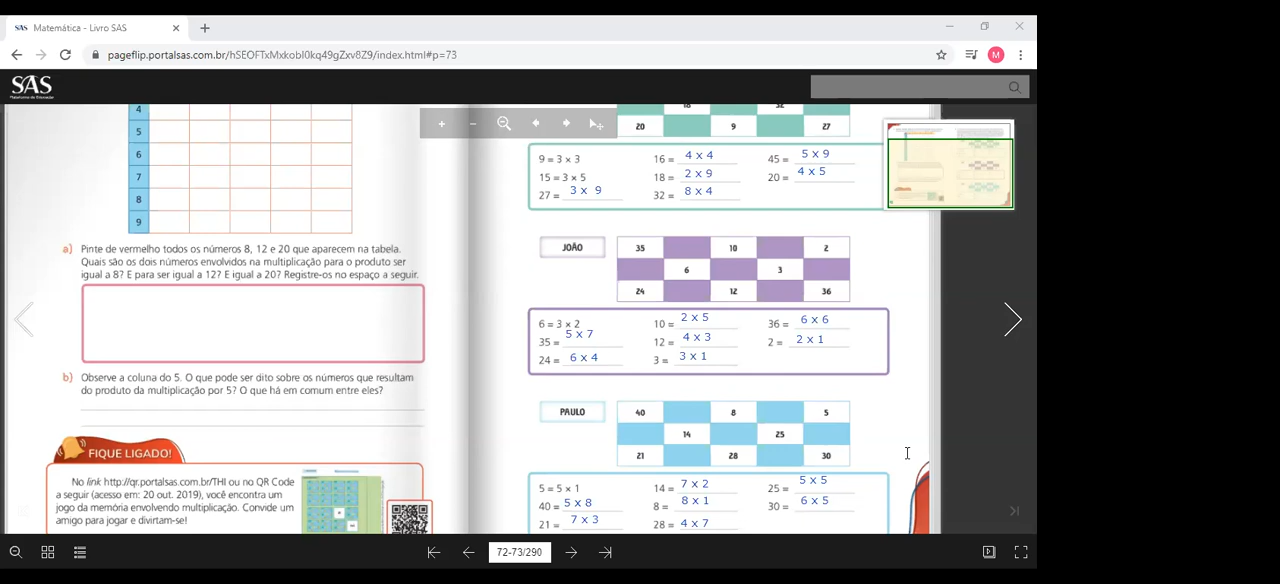 SAS Matemática - Livro SAS
pageflip.portalsas.com.br/hSEOFTxMxkobI0kq49gZxv8Z9/index.html#p=73
M
SAS
4
5
6
7
8
9
a) Pinte de vermelho todos os números 8, 12 e 20 que aparecem na tabela.
Quais são os dois números envolvidos na multiplicação para o produto ser
igual a 8? E para ser igual a 12? E igual a 20? Registre-os no espaço a seguir.
b) Observe a coluna do 5. O que pode ser dito sobre os números que resultam
do produto da multiplicação por 5? O que há em comum entre eles?
FIQUE LIGADO!
No link http://qr.portalsas.com.br/THI ou no QR Code
a seguir (acesso em: 20 out. 2019), você encontra um
jogo da memória envolvendo multiplicação. Convide um
amigo para jogar e divirtam-se!
18 32
20 9 27
9 = 3 × 3 16 = 4 x 4 45 = 5 x 9
15 = 3 × 5 18 = 2 x 9 20 = 4 x 5
27 = 3 x 9 32 = 8 x 4
JOÃO
35 10 2
6 3
24 12 36
6 = 3 × 2 10 = 2 x 5 36 = 6 x 6
35 = 5 x 7 12 = 4 x 3 2 = 2 x 1
24 = 6 x 4 3 = 3 x 1
PAULO
40 8 5
14 25
21 28 30
5 = 5 × 1 14 = 7 x 2 25 = 5 x 5
40 = 5 x 8 8 = 8 x 1 30 = 6 x 5
21 = 7 x 3 28 = 4 x 7
72-73/290